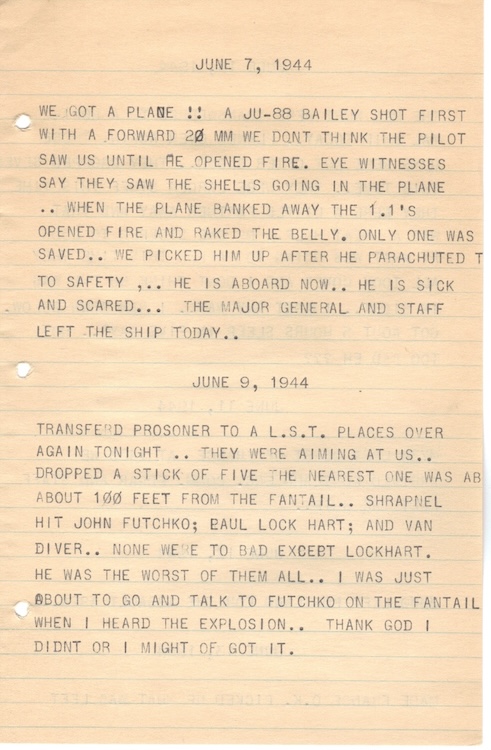 JUNE 7, 1944
WE GOT A PLANE !! A JU-88 BAILEY SHOT FIRST
WITH A FORWARD 20 MM WE DONT THINK THE PILOT
SAW US UNTIL HE OPENED FIRE. EYE WITNESSES
SAY THEY SAW THE SHELLS GOING IN THE PLANE
.. WHEN THE PLANE BANKED AWAY THE 1.1'S
OPENED FIRE AND RAKED THE BELLY. ONLY ONE WAS
SAVED.. WE PICKED HIM UP AFTER HE PARACHUTED T
TO SAFETY ,.. HE IS ABOARD NOW.. HE IS SICK
AND SCARED... THE MAJOR GENERAL AND STAFF
LEFT THE SHIP TODAY..
JUNE 9, 1944
TRANSFERD PROSONER TO A L.S.T. PLACES OVER
AGAIN TONIGHT .. THEY WERE AIMING AT US..
DROPPED A STICK OF FIVE THE NEAREST ONE WAS AB
ABOUT 100 FEET FROM THE FANTAIL.. SHRAPNEL
HIT JOHN FUTCHKO; PAUL LOCK HART; AND VAN
DIVER.. NONE WERE TO BAD EXCEPT LOCKHART.
HE WAS THE WORST OF THEM ALL.. I WAS JUST
ABOUT TO GO AND TALK TO FUTCHKO ON THE FANTAIL
WHEN I HEARD THE EXPLOSION.. THANK GOD I
DIDNT OR I MIGHT OF GOT IT.